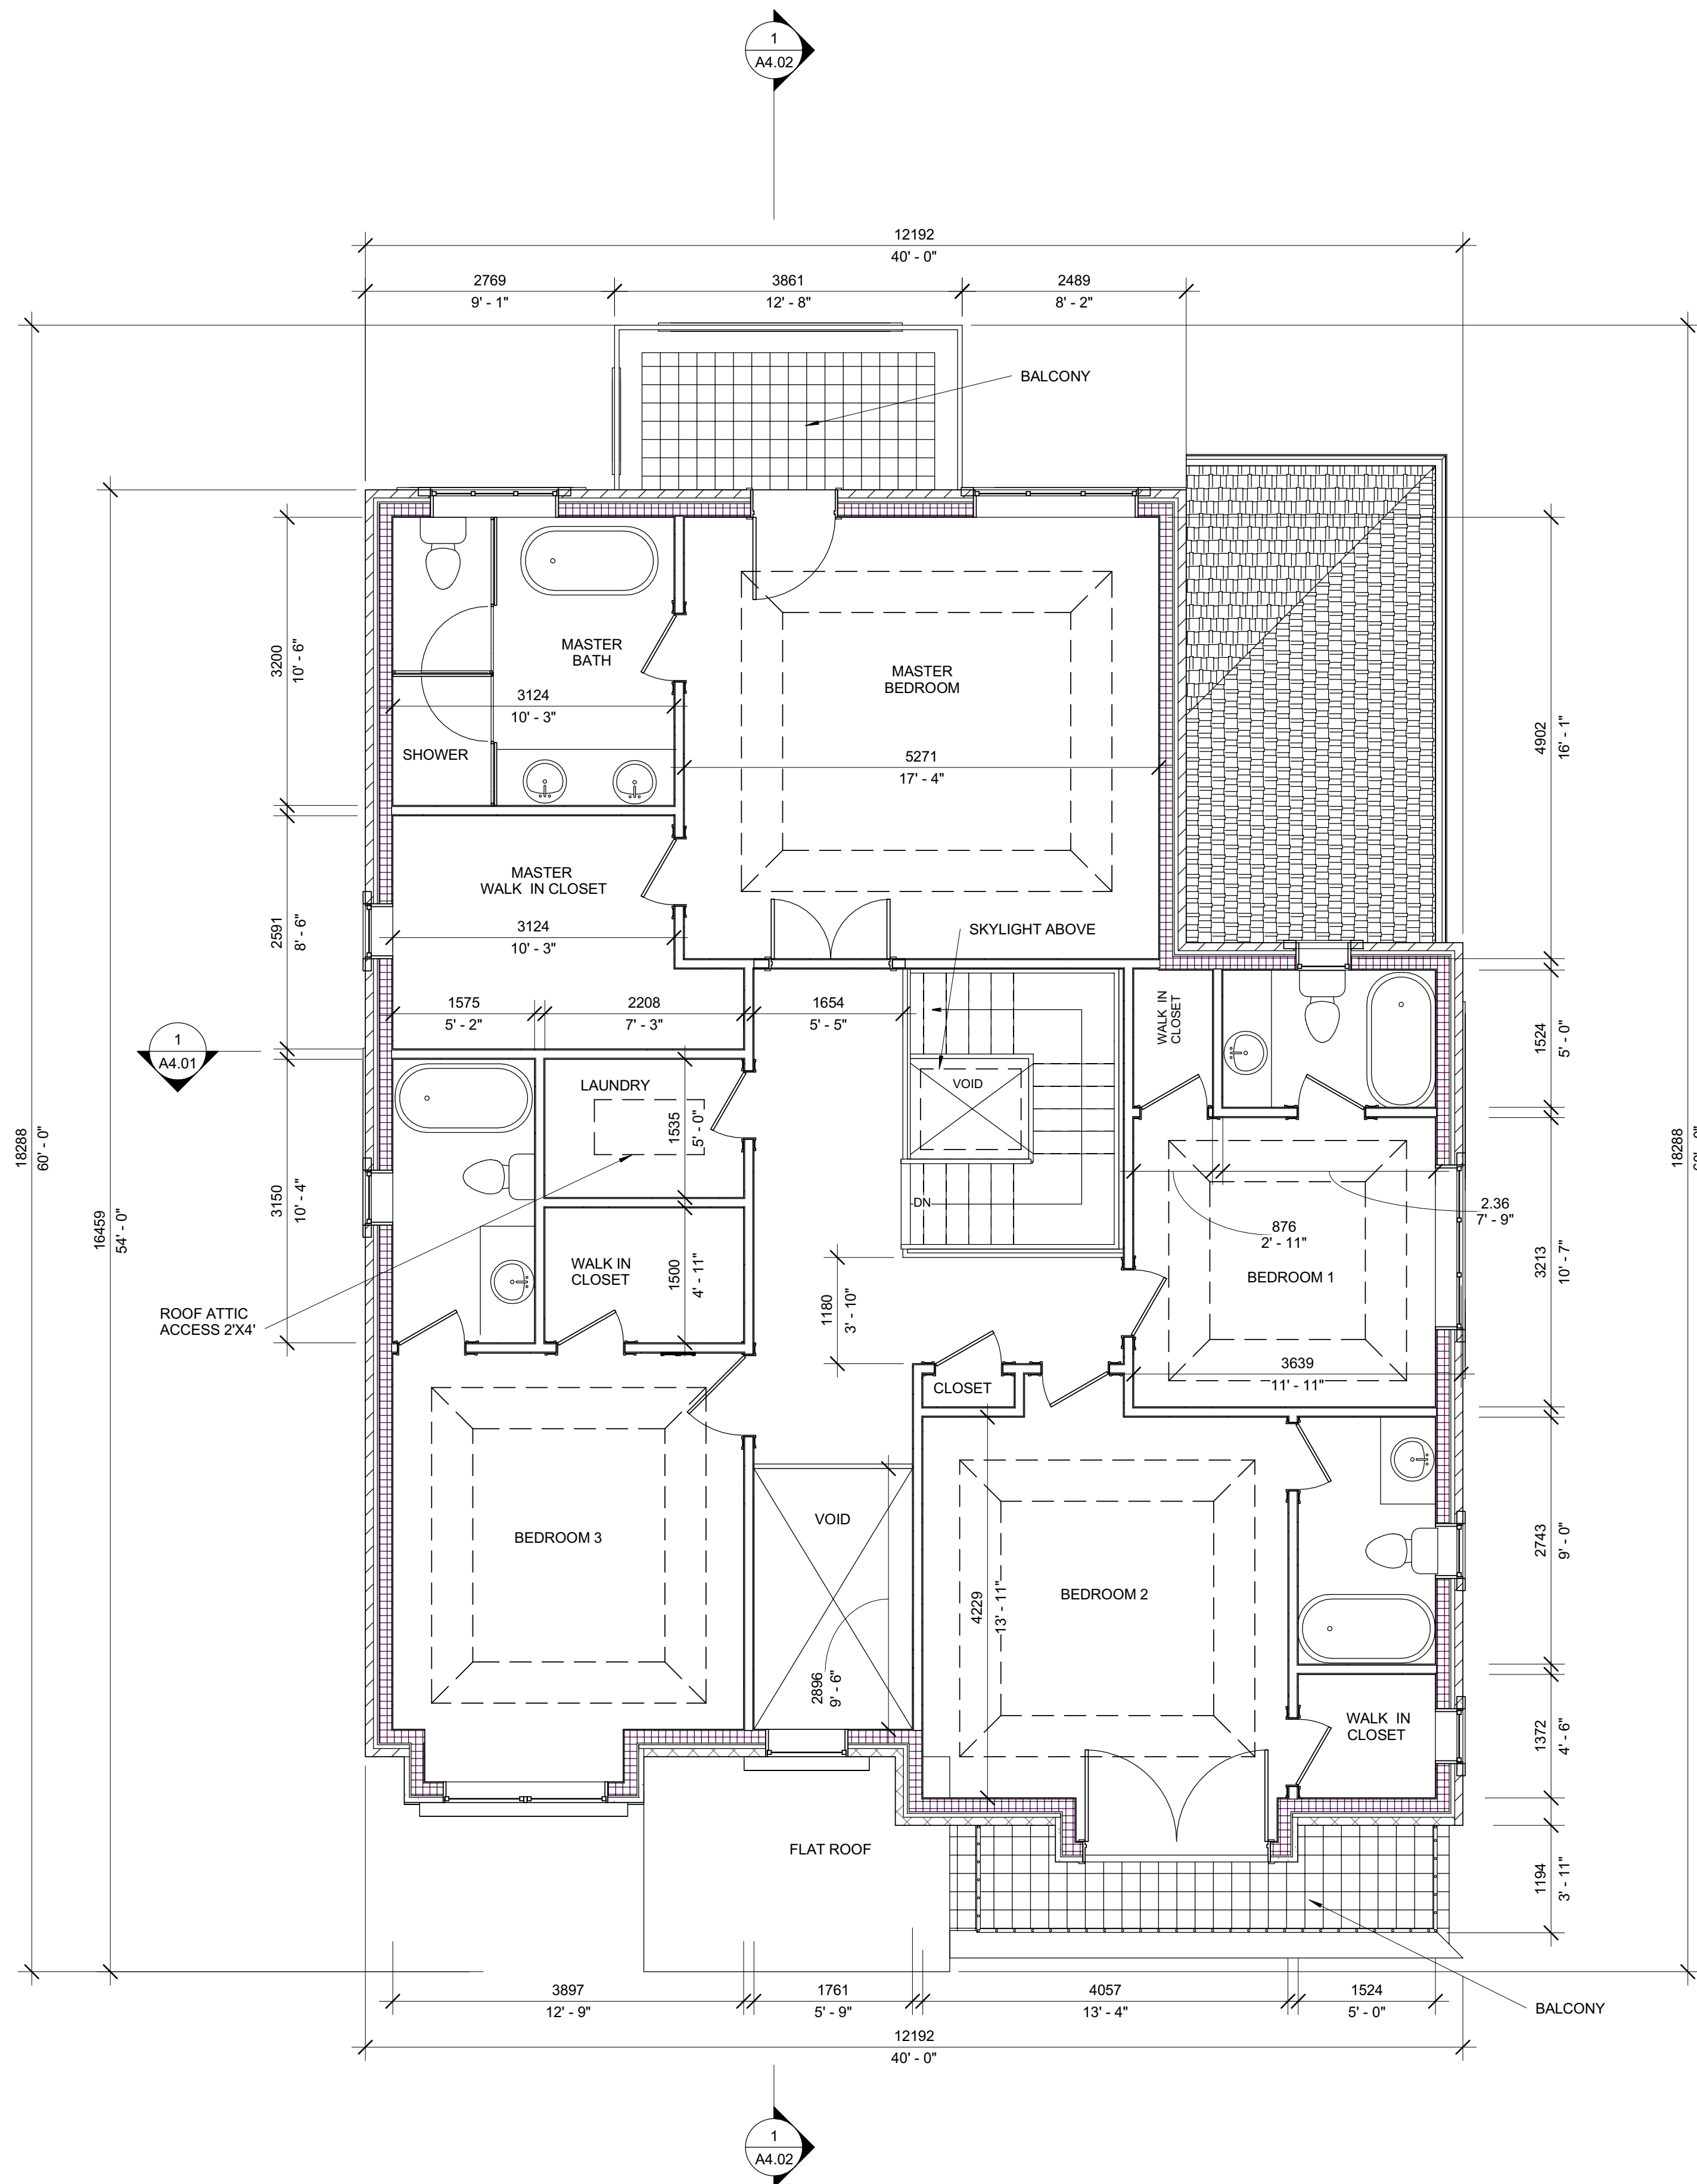 1
A4.02
12192
40' - 0"
2769
9' - 1"
3861
12' - 8"
2489
8' - 2"
BALCONY
3200
10' - 6"
MASTER
BATH
3124
10' - 3"
SHOWER
MASTER
BEDROOM
5271
17' - 4"
4902
16' - 1"
MASTER
WALK IN CLOSET
3124
10' - 3"
2591
8' - 6"
SKYLIGHT ABOVE
1575
5' - 2"
2208
7' - 3"
1654
5' - 5"
WALK IN
CLOSET
1524
5' - 0"
1
A4.01
LAUNDRY
1535
5' - 0"
VOID
18288
60' - 0"
16459
54' - 0"
3150
10' - 4"
DN
18288
2.36
7' - 9"
876
2' - 11"
BEDROOM 1
3213
10' - 7"
WALK IN
CLOSET
1500
4' - 11"
1180
3' - 10"
ROOF ATTIC
ACCESS 2'X4'
3639
11' - 11"
CLOSET
BEDROOM 3
VOID
2896
9' - 6"
4229
13' - 11"
BEDROOM 2
2743
9' - 0"
WALK IN
CLOSET
1372
4' - 6"
FLAT ROOF
1194
3' - 11"
3897
12' - 9"
1761
5' - 9"
4057
13' - 4"
1524
5' - 0"
BALCONY
12192
40' - 0"
1
A4.02